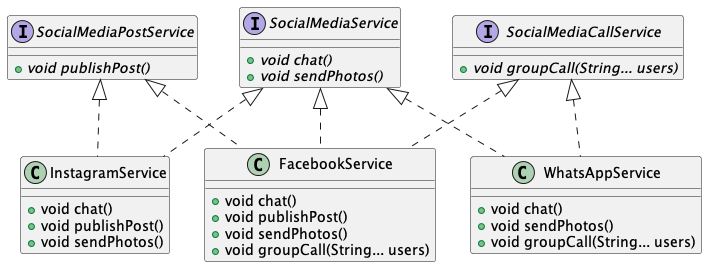 I SocialMediaPostService
void publishPost()
I SocialMediaService
void chat()
void sendPhotos()
I SocialMediaCallService
void groupCall(String... users)
C InstagramService
void chat()
void publishPost()
void sendPhotos()
C FacebookService
void chat()
void publishPost()
void sendPhotos()
void groupCall(String... users)
C WhatsAppService
void chat()
void sendPhotos()
void groupCall(String... users)